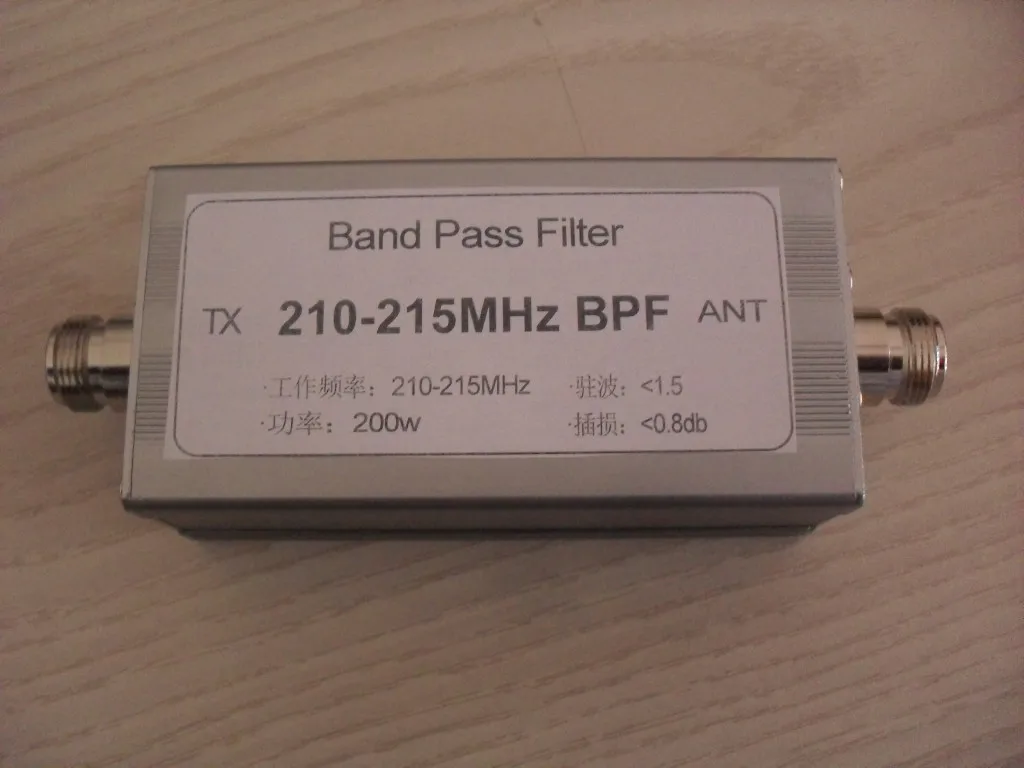 Band Pass Filter
TX 210-215MHz BPF ANT
·工作频率：210-215MHz ·驻波：<1.5
·功率：200w ·插损：<0.8db